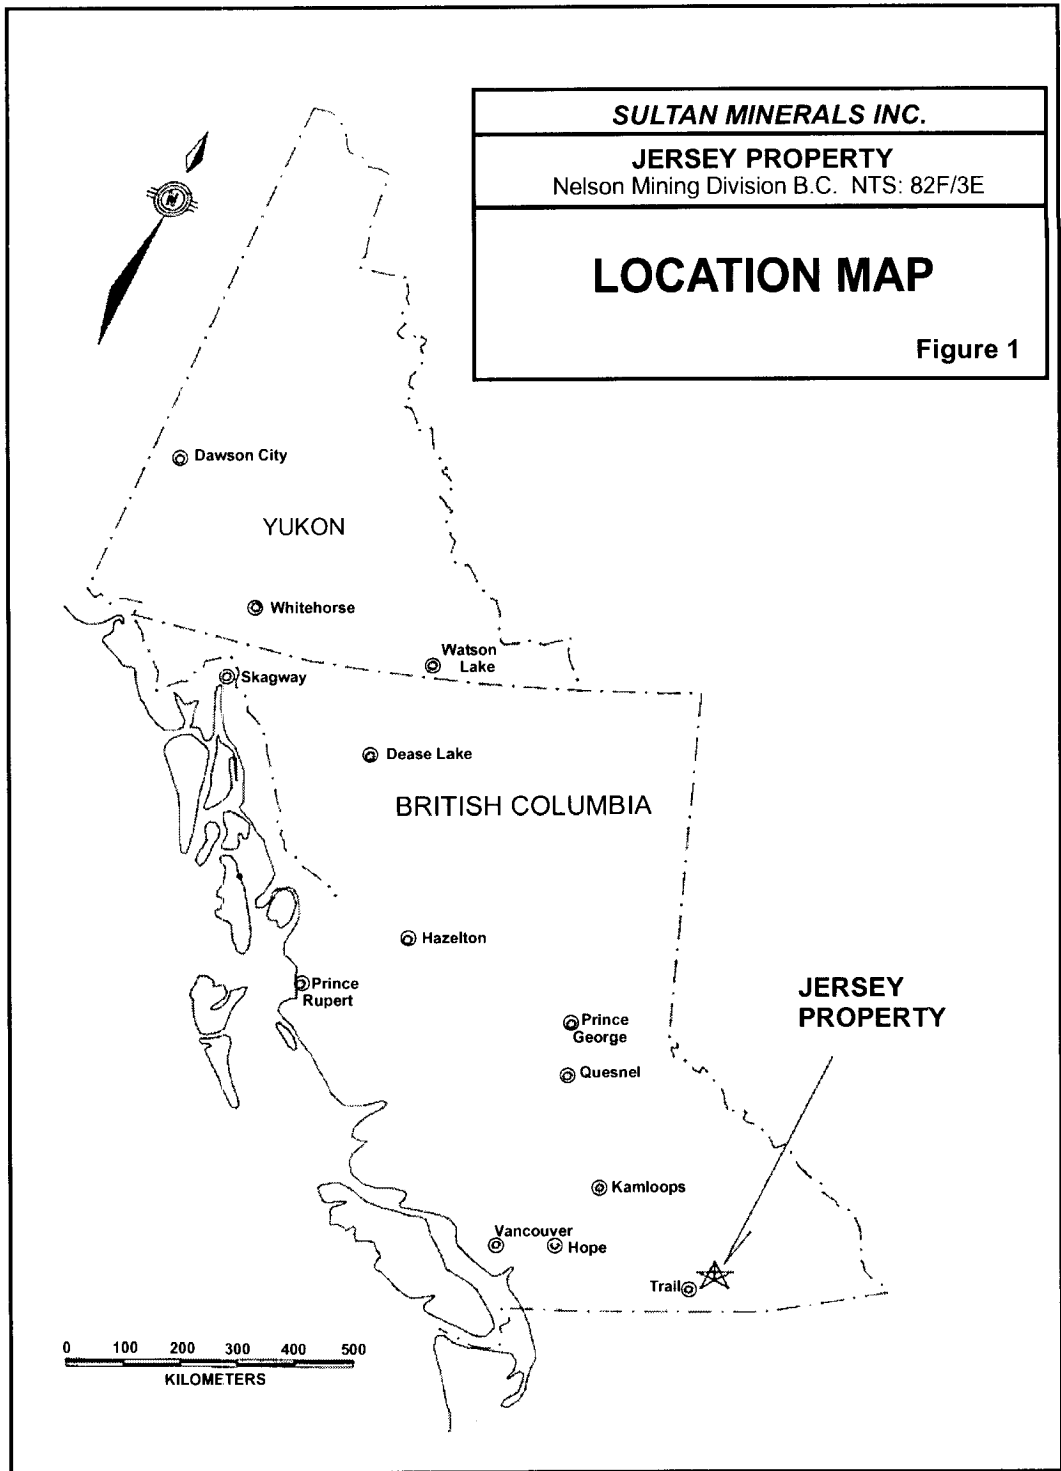 SULTAN MINERALS INC.
JERSEY PROPERTY
Nelson Mining Division B.C. NTS: 82F/3E
LOCATION MAP
Figure 1
N
Dawson City
YUKON
Whitehorse
Watson
Lake
Skagway
Dease Lake
BRITISH COLUMBIA
Hazelton
Prince
Rupert
JERSEY
PROPERTY
Prince
George
Quesnel
Kamloops
Vancouver
Hope
Trail
0 100 200 300 400 500
KILOMETERS